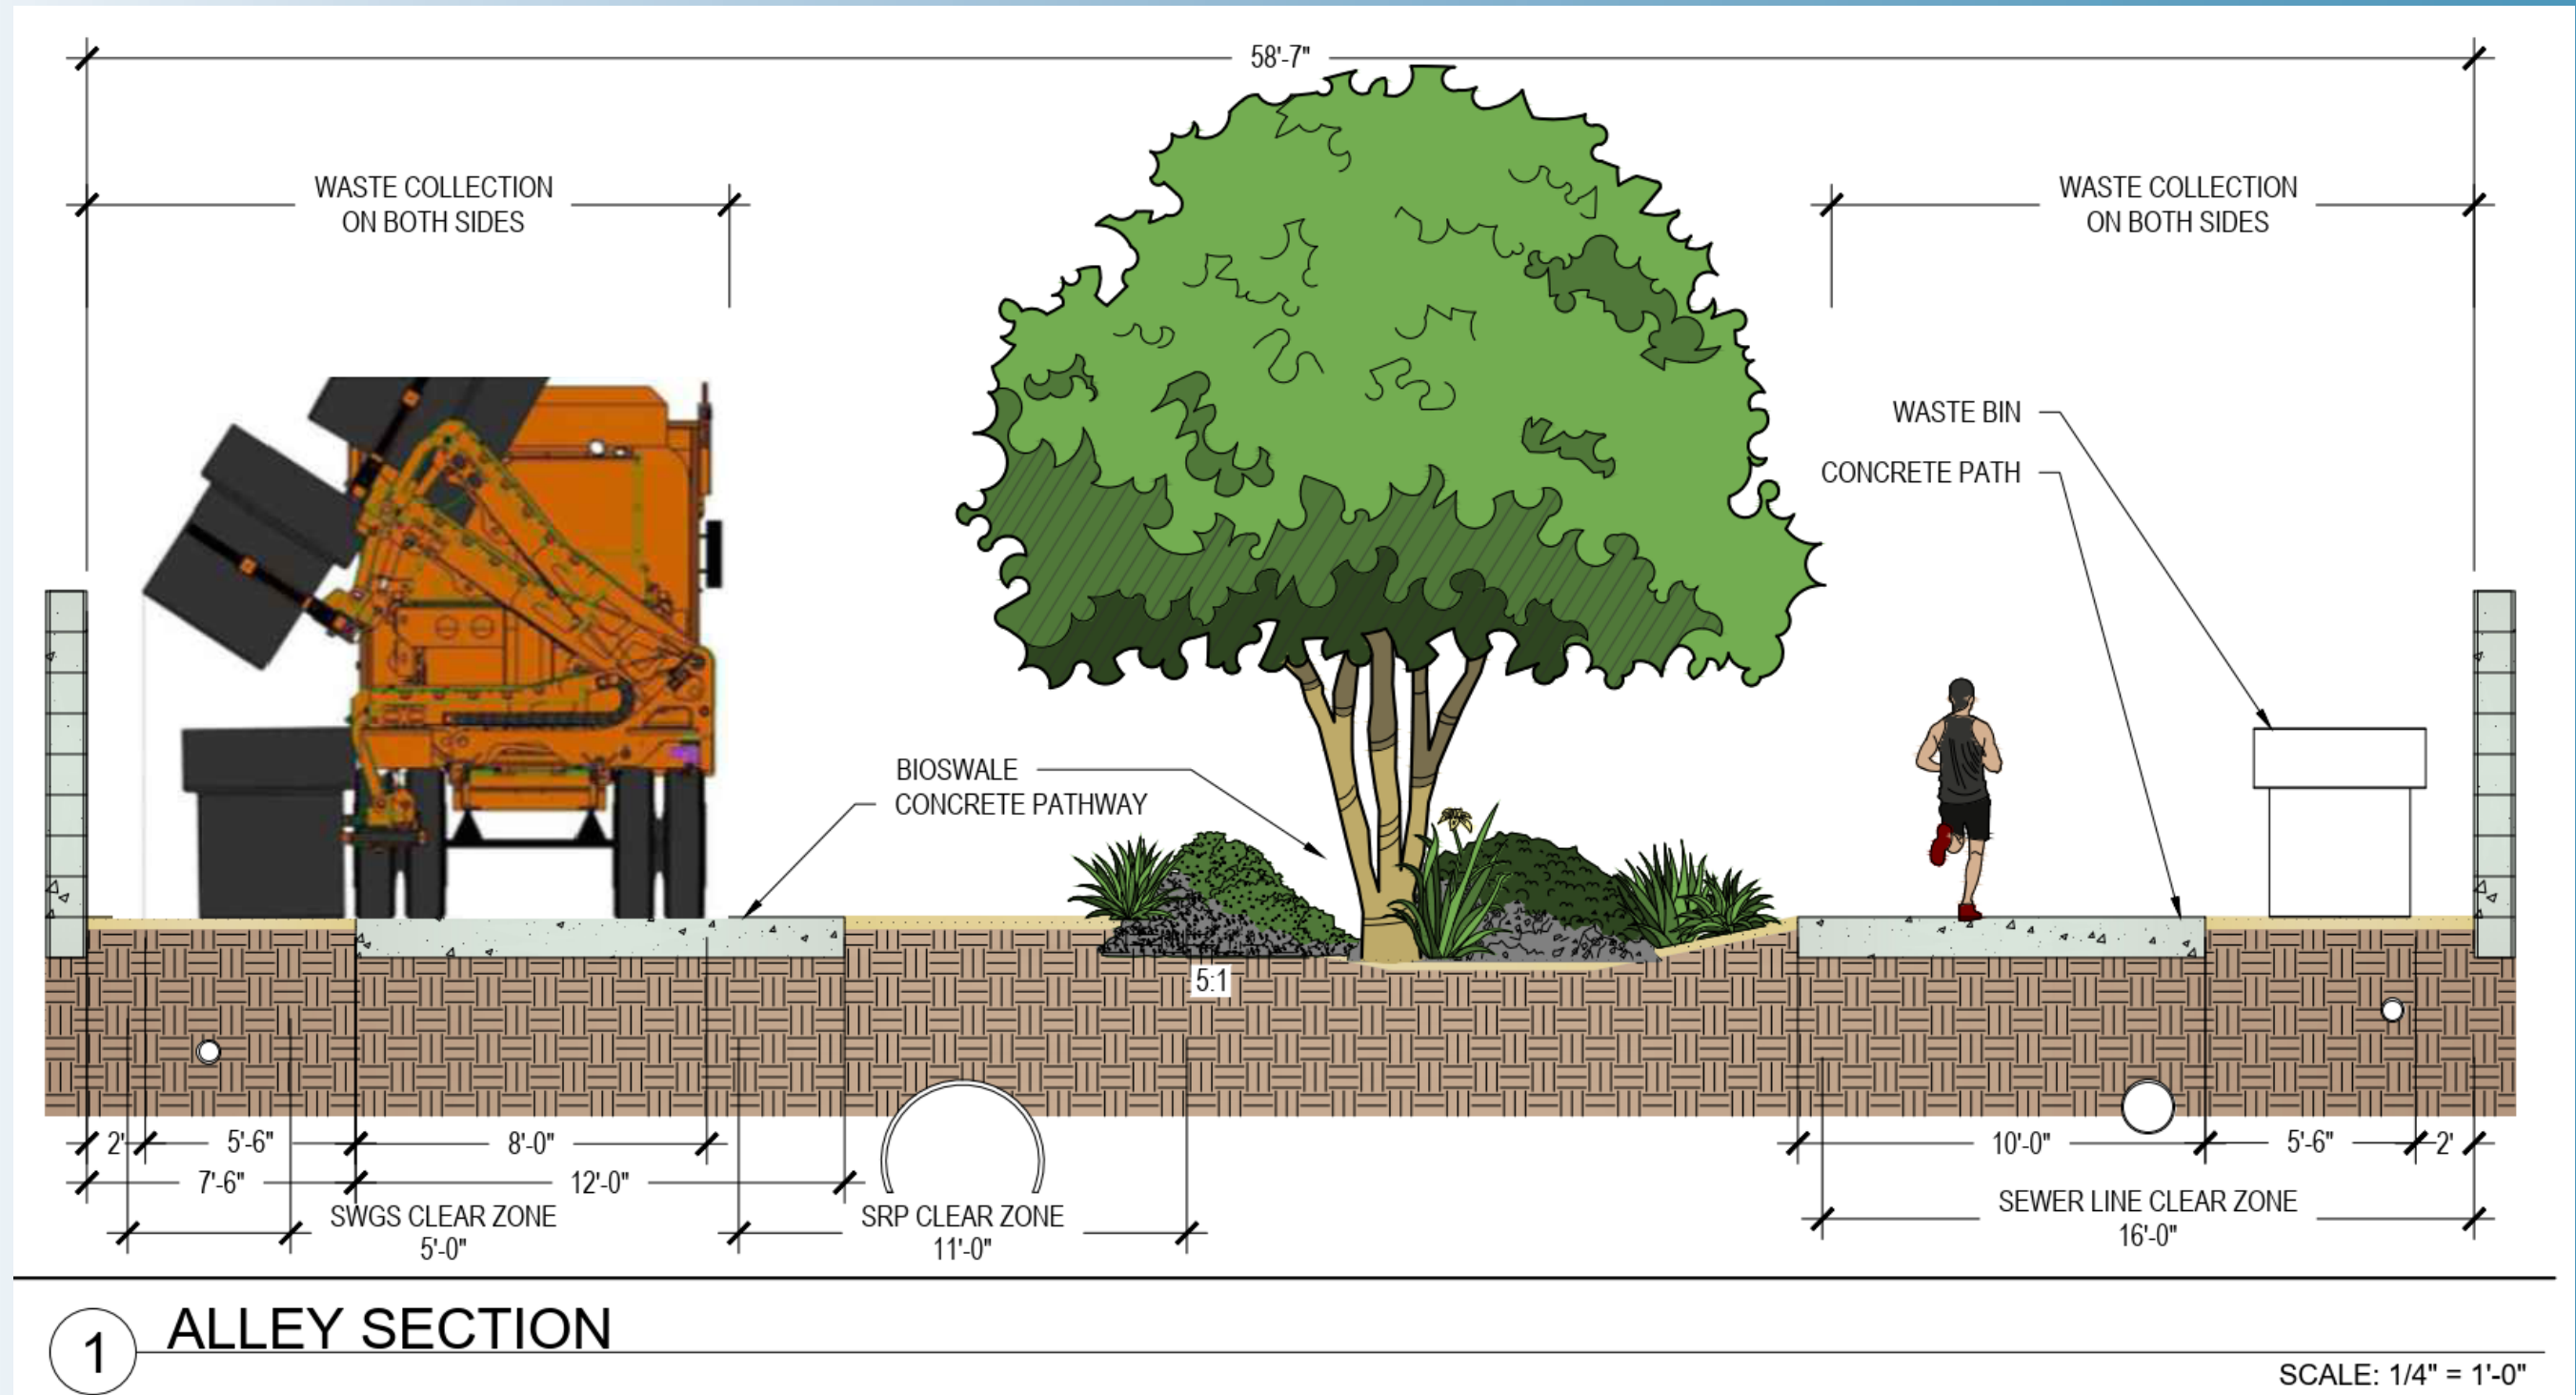 58'-7"
WASTE COLLECTION
ON BOTH SIDES
WASTE COLLECTION
ON BOTH SIDES
WASTE BIN
CONCRETE PATH
BIOSWALE
CONCRETE PATHWAY
5:1
2'
5'-6"
8'-0"
10'-0"
5'-6"
2'
7'-6"
12'-0"
SWGS CLEAR ZONE
5'-0"
SRP CLEAR ZONE
11'-0"
SEWER LINE CLEAR ZONE
16'-0"
1
ALLEY SECTION
SCALE: 1/4" = 1'-0"